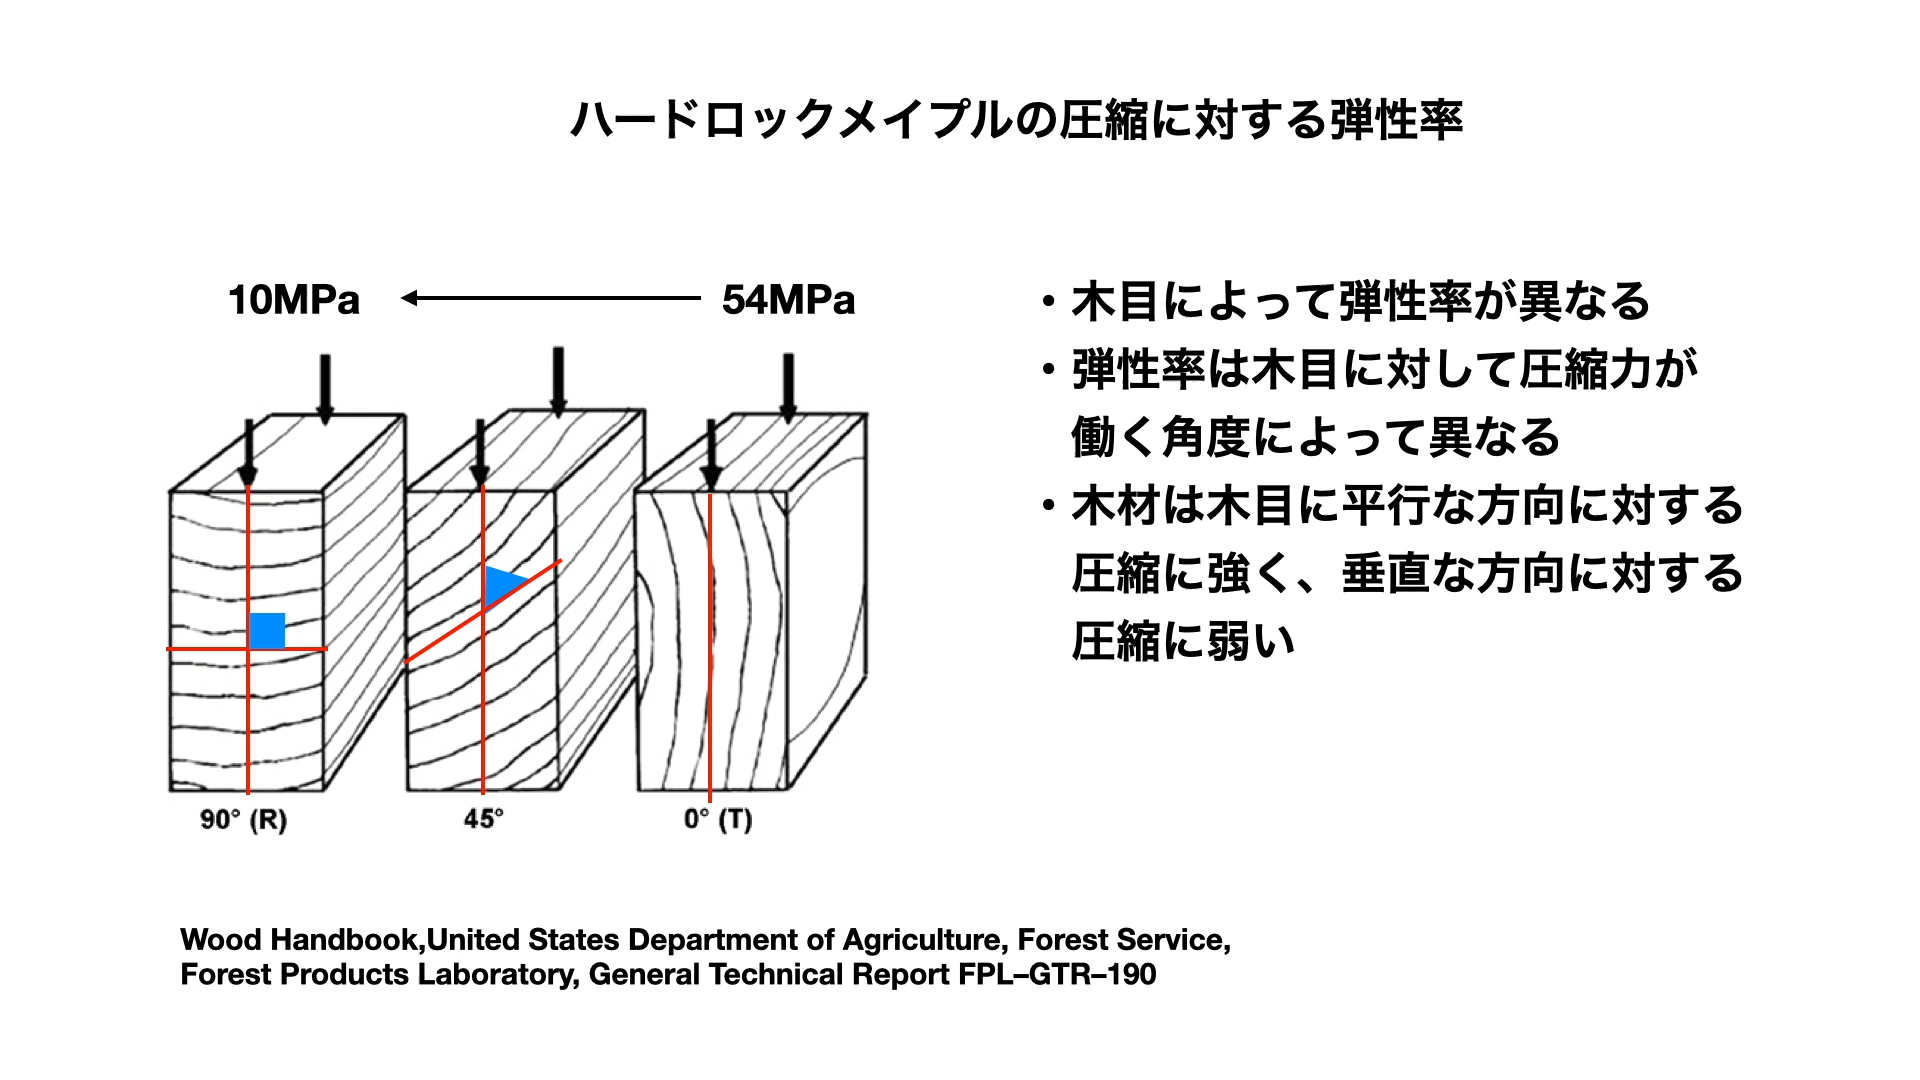 ハードロックメイプルの圧縮に対する弾性率
10MPa
54MPa
90° (R)
45°
0° (T)
・木目によって弾性率が異なる
・弾性率は木目に対して圧縮力が
働く角度によって異なる
・木材は木目に平行な方向に対する
圧縮に強く、垂直な方向に対する
圧縮に弱い
Wood Handbook,United States Department of Agriculture, Forest Service,
Forest Products Laboratory, General Technical Report FPL–GTR–190